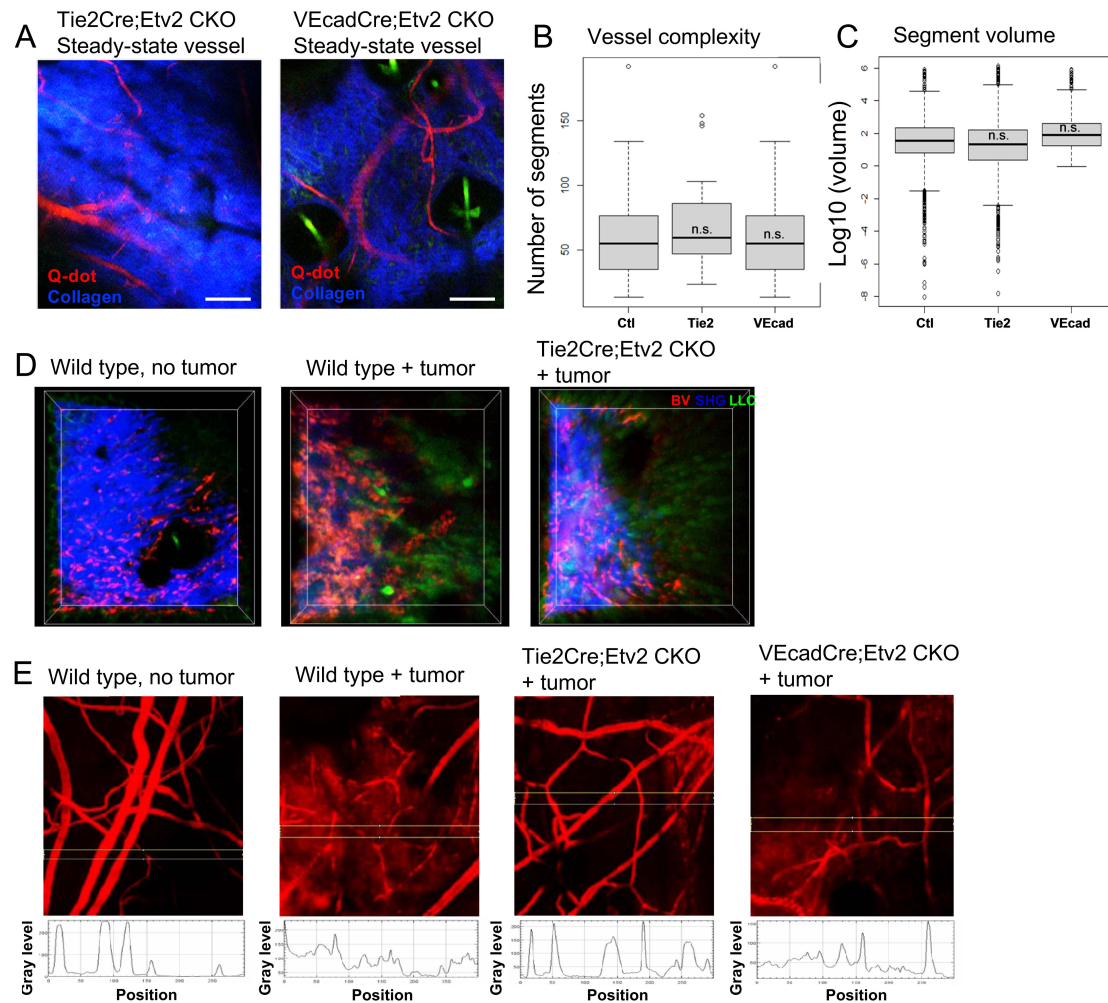 A
Tie2Cre;Etv2 CKO
Steady-state vessel
VEcadCre;Etv2 CKO
Steady-state vessel
Q-dot
Collagen
Q-dot
Collagen
B
Vessel complexity
Number of segments
150
100
50
n.s.
n.s.
Ctl
Tie2
VEcad
C
Segment volume
Log10 (volume)
6
4
2
0
-2
-4
-6
-8
n.s.
n.s.
Ctl
Tie2
VEcad
D
Wild type, no tumor
Wild type + tumor
Tie2Cre;Etv2 CKO
+ tumor
BV SHG LLC
E
Wild type, no tumor
Wild type + tumor
Tie2Cre;Etv2 CKO
+ tumor
VEcadCre;Etv2 CKO
+ tumor
Gray level
Position
Gray level
Position
Gray level
Position
Gray level
Position